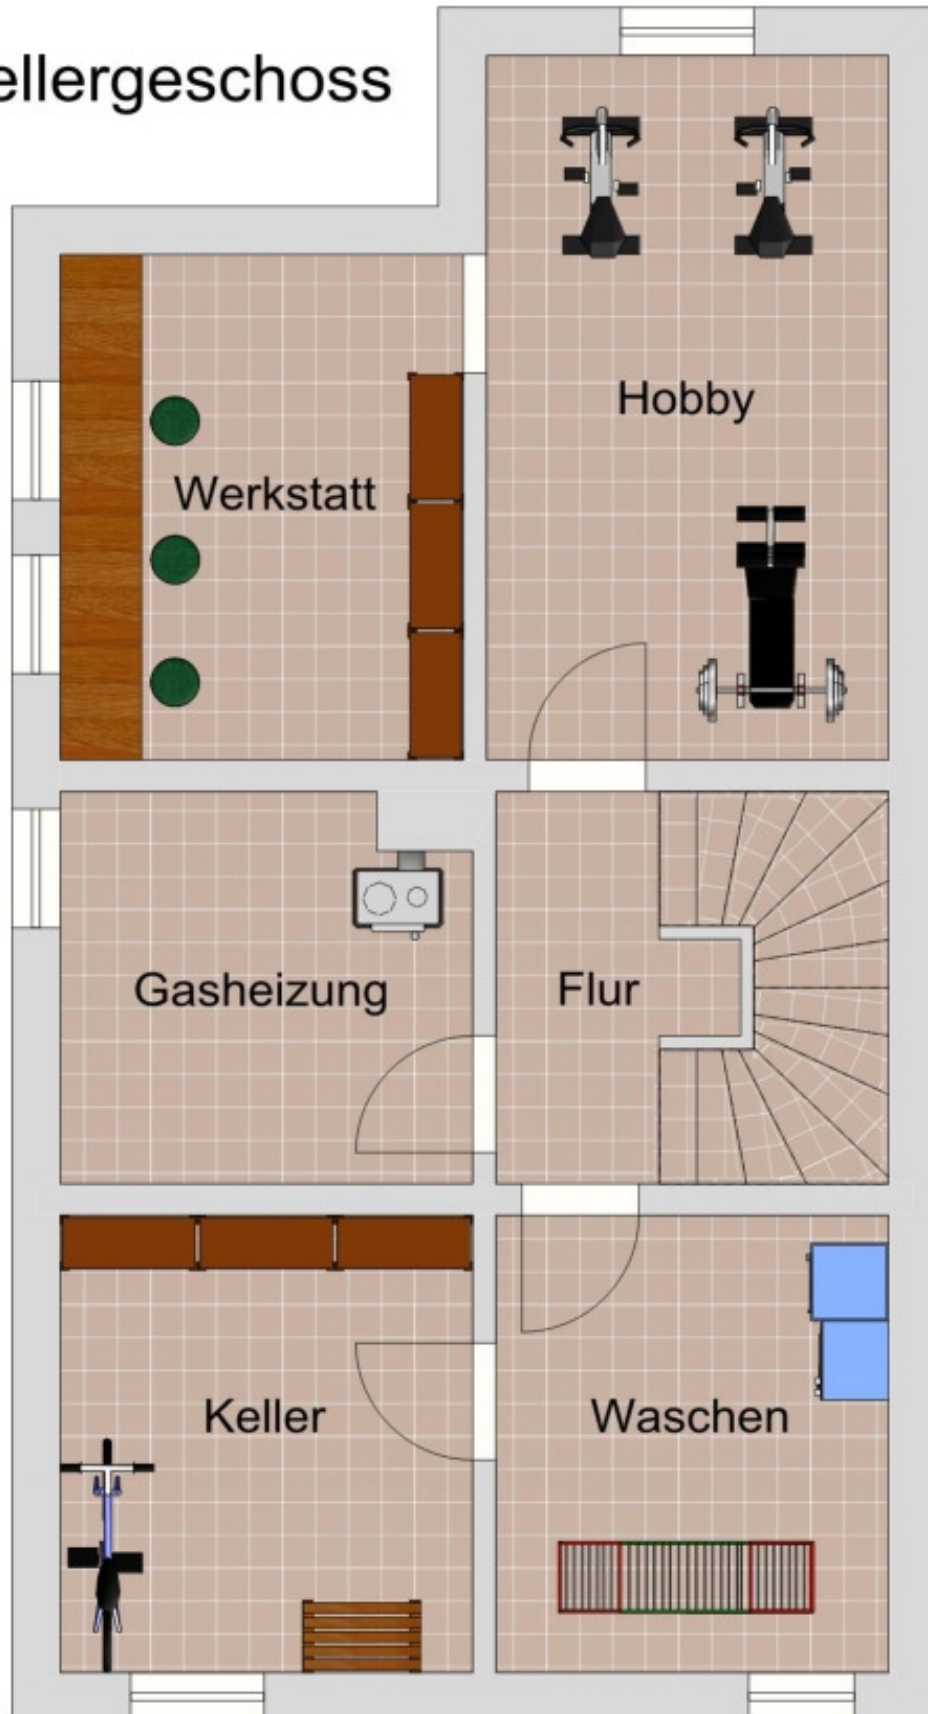 ellergeschoss
Hobby
Werkstatt
Gasheizung
Flur
Keller
Waschen